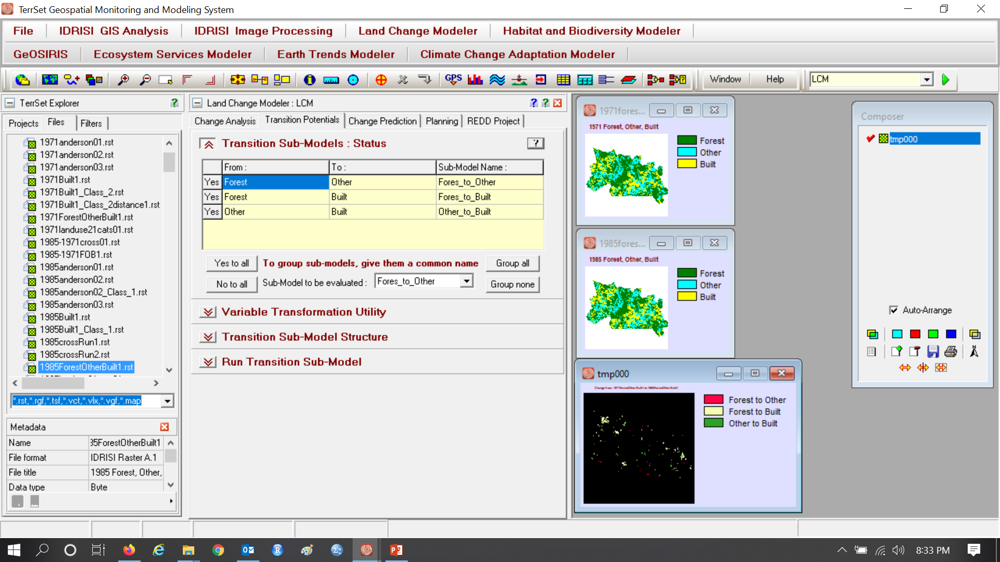 TerrSet Geospatial Monitoring and Modeling System
File IDRISI GIS Analysis IDRISI Image Processing Land Change Modeler Habitat and Biodiversity Modeler
GeOSIRIS Ecosystem Services Modeler Earth Trends Modeler Climate Change Adaptation Modeler
GPS Window Help LCM
TerrSet Explorer ?
Projects Files Filters
1971anderson01.rst
1971anderson02.rst
1971anderson03.rst
1971Built1.rst
1971Built1_Class_2.rst
1971Built1_Class_2distance1.rst
1971ForestOtherBuilt1.rst
1971landuse21cats01.rst
1985-1971cross01.rst
1985-1971FOB1.rst
1985anderson01.rst
1985anderson02.rst
1985anderson02_Class_1.rst
1985anderson03.rst
1985Built1.rst
1985Built1_Class_1.rst
1985crossRun1.rst
1985crossRun2.rst
1985ForestOtherBuilt1.rst
*.rst,*.rgf,*.tsf,*.vct,*.vlx,*.vgf,*.map
Metadata
Name 35ForestOtherBuilt1
File format IDRISI Raster A.1
File title 1985 Forest, Other,
Data type Byte
Land Change Modeler : LCM ? ?
Change Analysis Transition Potentials Change Prediction Planning REDD Project
Transition Sub-Models : Status ?
From : To : Sub-Model Name :
Yes Forest Other Fores_to_Other
Yes Forest Built Fores_to_Built
Yes Other Built Other_to_Built
Yes to all To group sub-models, give them a common name Group all
No to all Sub-Model to be evaluated : Fores_to_Other Group none
Variable Transformation Utility
Transition Sub-Model Structure
Run Transition Sub-Model
1971fores...
1971 Forest, Other, Built
Forest
Other
Built
1985fores...
1985 Forest, Other, Built
Forest
Other
Built
tmp000
Forest to Other
Forest to Built
Other to Built
Composer
tmp000
Auto-Arrange
8:33 PM